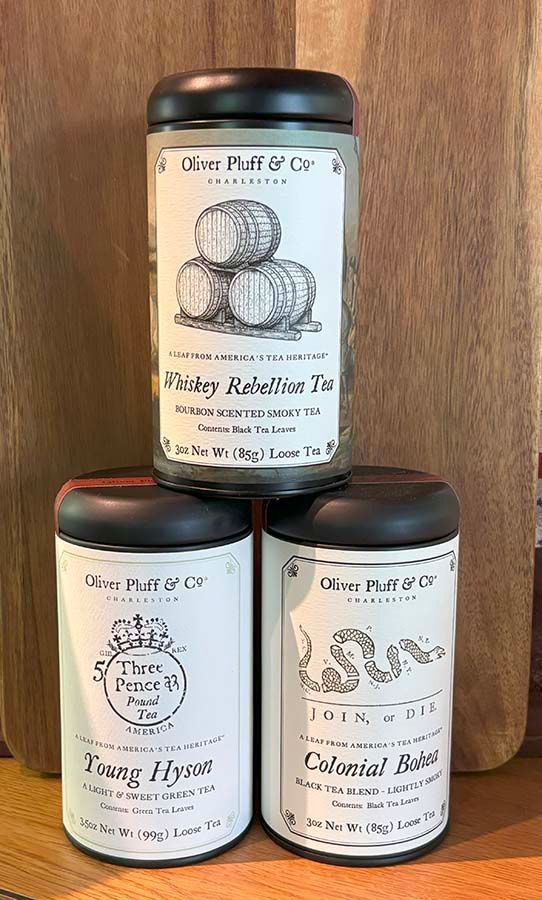 Oliver Pluff & Co
CHARLESTON
A LEAF FROM AMERICA'S TEA HERITAGE
Whiskey Rebellion Tea
BOURBON SCENTED SMOKY TEA
Contents: Black Tea Leaves
3oz Net Wt (85g) Loose Tea
Oliver Pluff & Co
CHARLESTON
REX
Three
Pence
Pound
Tea
AMERICA
A LEAF FROM AMERICA'S TEA HERITAGE
Young Hyson
A LIGHT & SWEET GREEN TEA
Contents: Green Tea Leaves
3.5oz Net Wt (99g) Loose Tea
Oliver Pluff & Co
CHARLESTON
JOIN, or DIE.
A LEAF FROM AMERICA'S TEA HERITAGE
Colonial Bohea
BLACK TEA BLEND - LIGHTLY SMOKY
Contents: Black Tea Leaves
3oz Net Wt (85g) Loose Tea